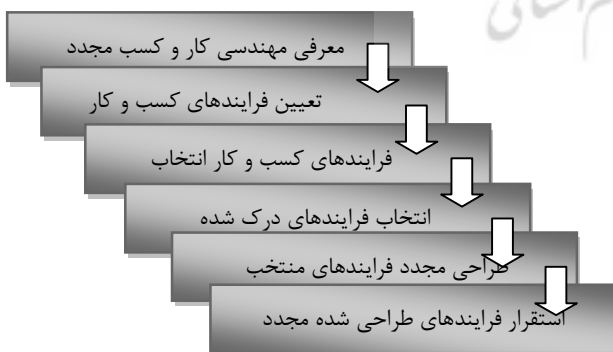 معرفی مهندسی کار و کسب مجدد
تعیین فرایندهای کسب و کار
فرایندهای کسب و کار انتخاب
انتخاب فرایندهای درک شده
طراحی مجدد فرایندهای منتخب
استقرار فرایندهای طراحی شده مجدد